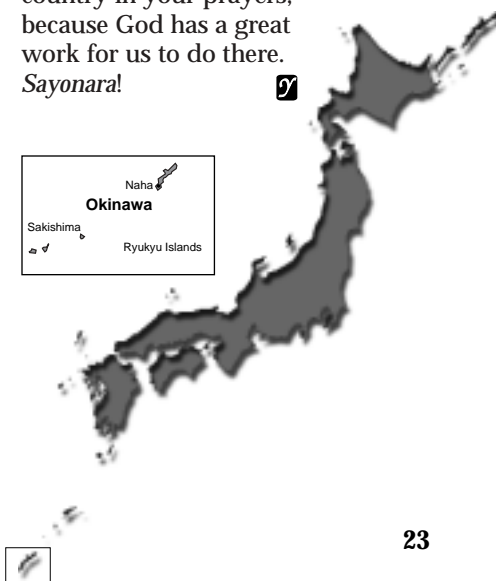 country in your prayers,
because God has a great
work for us to do there.
Sayonara!
Naha
Okinawa
Sakishima
Ryukyu Islands
23